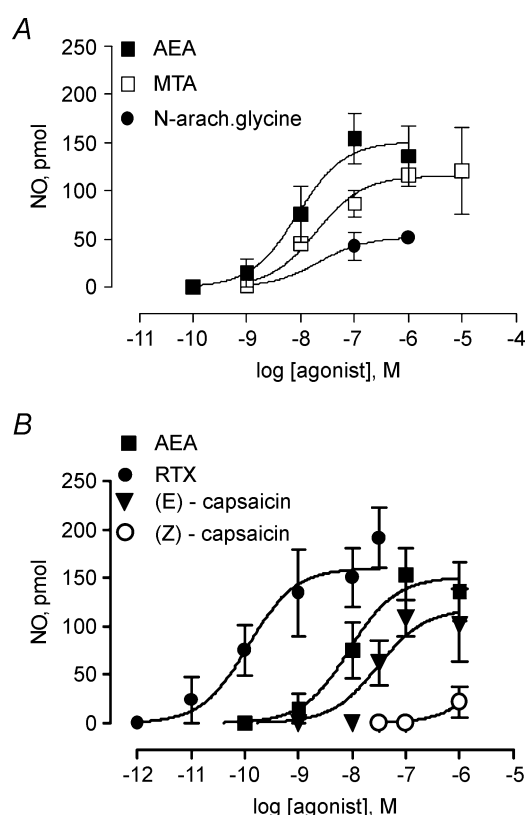 A
250
200
150
100
50
0
NO, pmol
AEA
MTA
N-arach.glycine
-11 -10 -9 -8 -7 -6 -5 -4
log [agonist], M
B
AEA
RTX
(E) - capsaicin
(Z) - capsaicin
250
200
150
100
50
0
NO, pmol
-12 -11 -10 -9 -8 -7 -6 -5
log [agonist], M